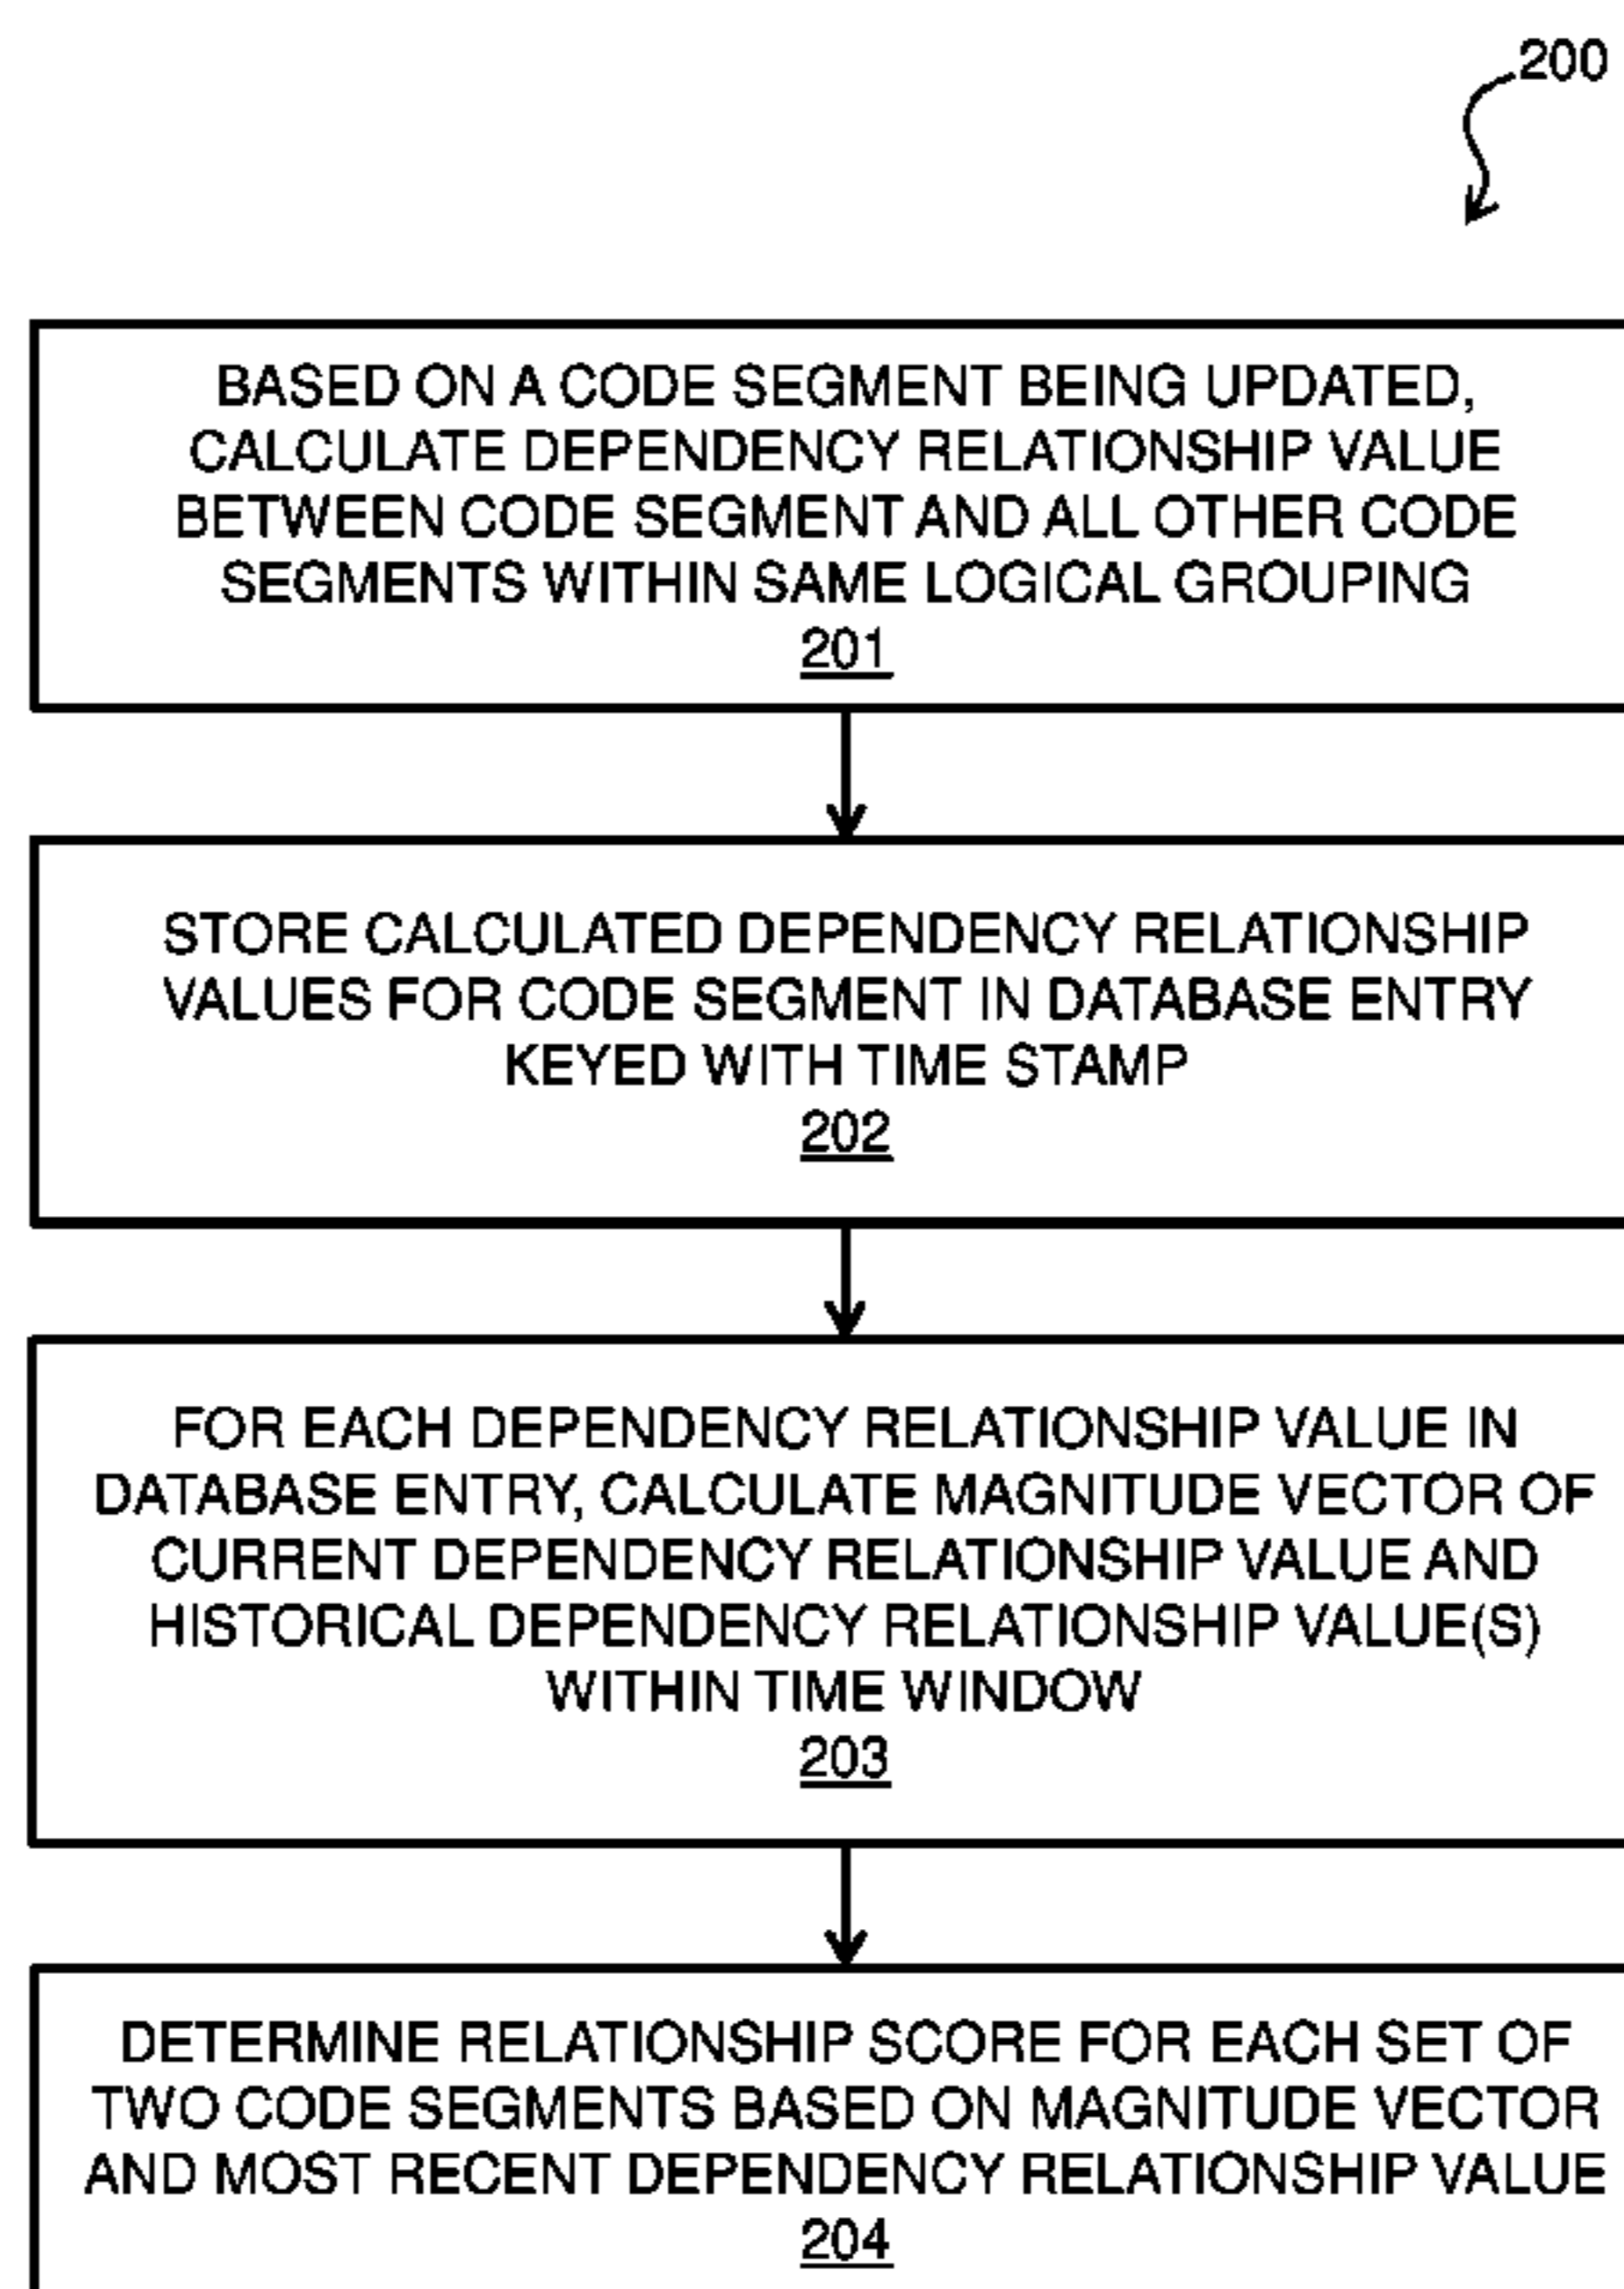 200
BASED ON A CODE SEGMENT BEING UPDATED,
CALCULATE DEPENDENCY RELATIONSHIP VALUE
BETWEEN CODE SEGMENT AND ALL OTHER CODE
SEGMENTS WITHIN SAME LOGICAL GROUPING
201
STORE CALCULATED DEPENDENCY RELATIONSHIP
VALUES FOR CODE SEGMENT IN DATABASE ENTRY
KEYED WITH TIME STAMP
202
FOR EACH DEPENDENCY RELATIONSHIP VALUE IN
DATABASE ENTRY, CALCULATE MAGNITUDE VECTOR OF
CURRENT DEPENDENCY RELATIONSHIP VALUE AND
HISTORICAL DEPENDENCY RELATIONSHIP VALUE(S)
WITHIN TIME WINDOW
203
DETERMINE RELATIONSHIP SCORE FOR EACH SET OF
TWO CODE SEGMENTS BASED ON MAGNITUDE VECTOR
AND MOST RECENT DEPENDENCY RELATIONSHIP VALUE
204